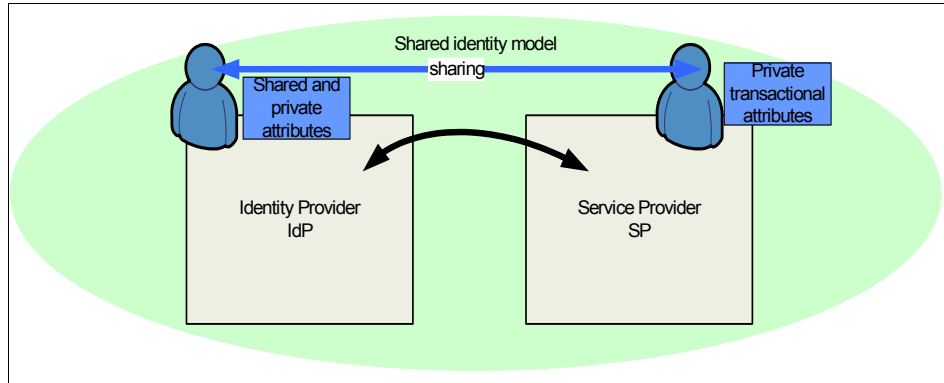 Shared identity model
sharing
Shared and
private
attributes
Private
transactional
attributes
Identity Provider
IdP
Service Provider
SP